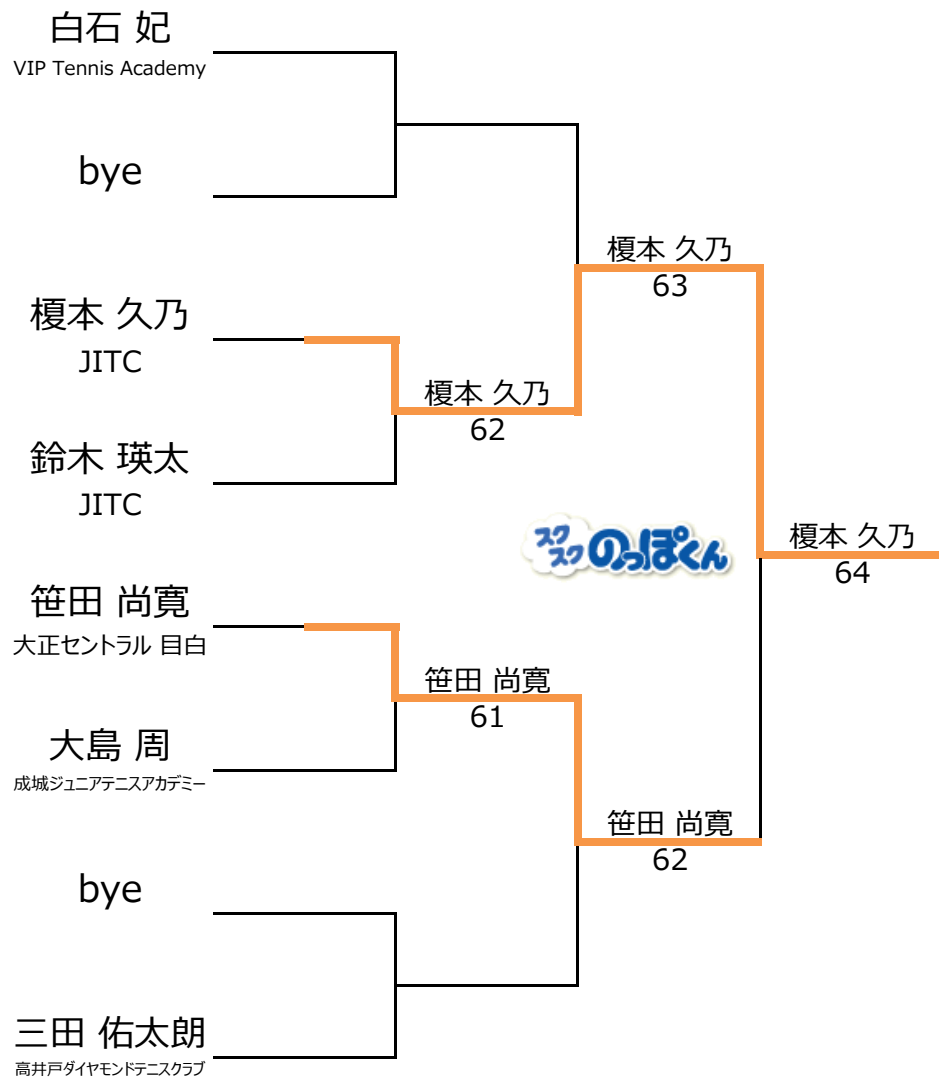 白石 妃
VIP Tennis Academy
bye
榎本 久乃
63
榎本 久乃
JITC
榎本 久乃
62
鈴木 瑛太
JITC
スクスクのっぽくん
榎本 久乃
64
笹田 尚寛
大正セントラル 目白
笹田 尚寛
61
大島 周
成城ジュニアテニスアカデミー
笹田 尚寛
62
bye
三田 佑太朗
高井戸ダイヤモンドテニスクラブ